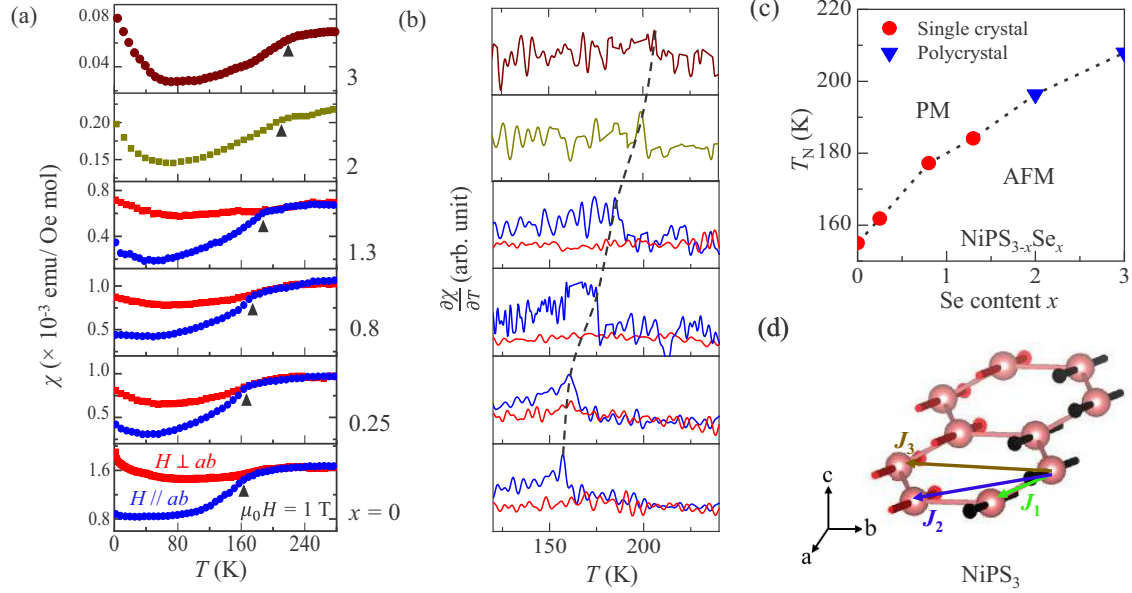 (a)
0.08
0.04
3
0.20
0.15
2
0.8
0.4
1.3
1.0
0.5
0.8
1.0
0.5
0.25
1.6
0.8
H ⊥ ab
H // ab
μ0H = 1 T
x = 0
0 80 160 240
T (K)
χ (× 10⁻³ emu/ Oe mol)
(b)
∂χ/∂T (arb. unit)
150 200
T (K)
(c)
220
200
180
160
TN (K)
Single crystal
Polycrystal
PM
AFM
NiPS3-xSex
0 1 2 3
Se content x
(d)
J3
J2
J1
c
b
a
NiPS3